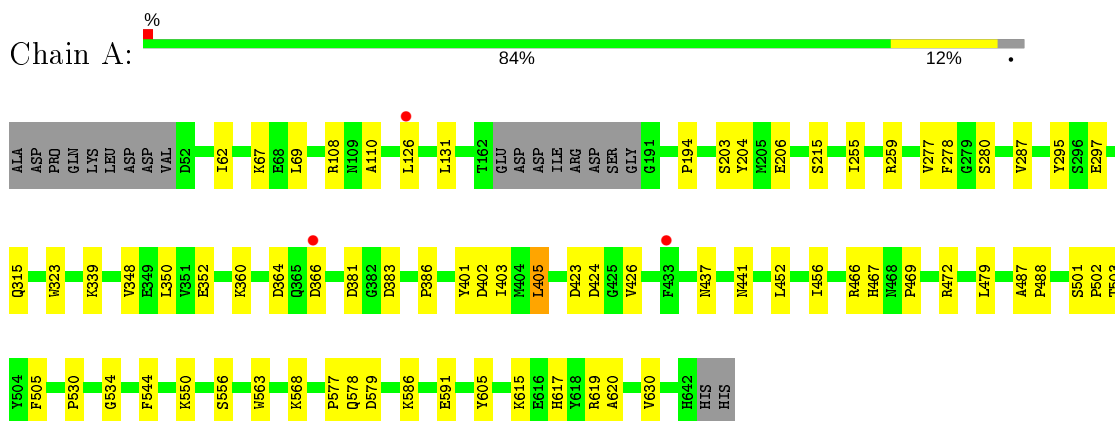 %
Chain A:
84%
12%
•
ALA ASP PRO GLN LYS LEU ASP ASP VAL D52 I62 K67 E68 L69 R108 N109 A110 L126 L131 T162 GLU ASP ASP ILE ARG ASP SER GLY G191 P194 S203 Y204 M205 E206 S215 I255 R259 V277 F278 G279 S280 V287 Y295 S296 E297
Q315 W323 K339 V348 E349 L350 V351 E352 K360 D364 Q365 D366 D381 G382 D383 P386 Y401 D402 I403 M404 L405 D423 D424 G425 V426 F433 N437 N441 L452 I456 R466 H467 N468 P469 R472 L479 A487 P488 S501 P502 T503
Y504 F505 P530 G534 F544 K550 S556 W563 K568 P577 Q578 D579 K586 E591 Y605 K615 E616 H617 Y618 R619 A620 V630 H642 HIS HIS